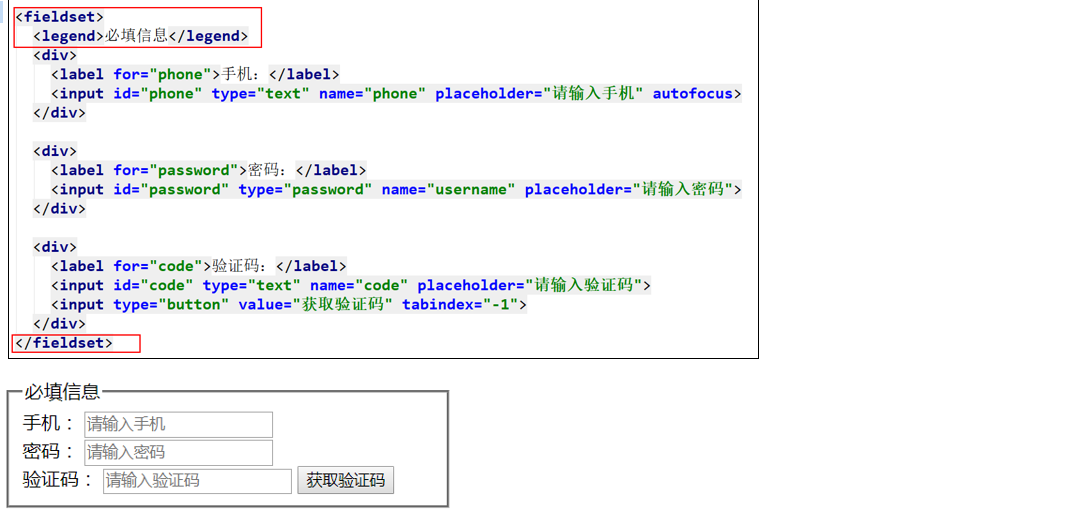 <fieldset>
<legend>必填信息</legend>
<div>
<label for="phone">手机：</label>
<input id="phone" type="text" name="phone" placeholder="请输入手机" autofocus>
</div>
<div>
<label for="password">密码：</label>
<input id="password" type="password" name="username" placeholder="请输入密码">
</div>
<div>
<label for="code">验证码：</label>
<input id="code" type="text" name="code" placeholder="请输入验证码">
<input type="button" value="获取验证码" tabindex="-1">
</div>
</fieldset>
必填信息
手机： 请输入手机
密码： 请输入密码
验证码： 请输入验证码 获取验证码